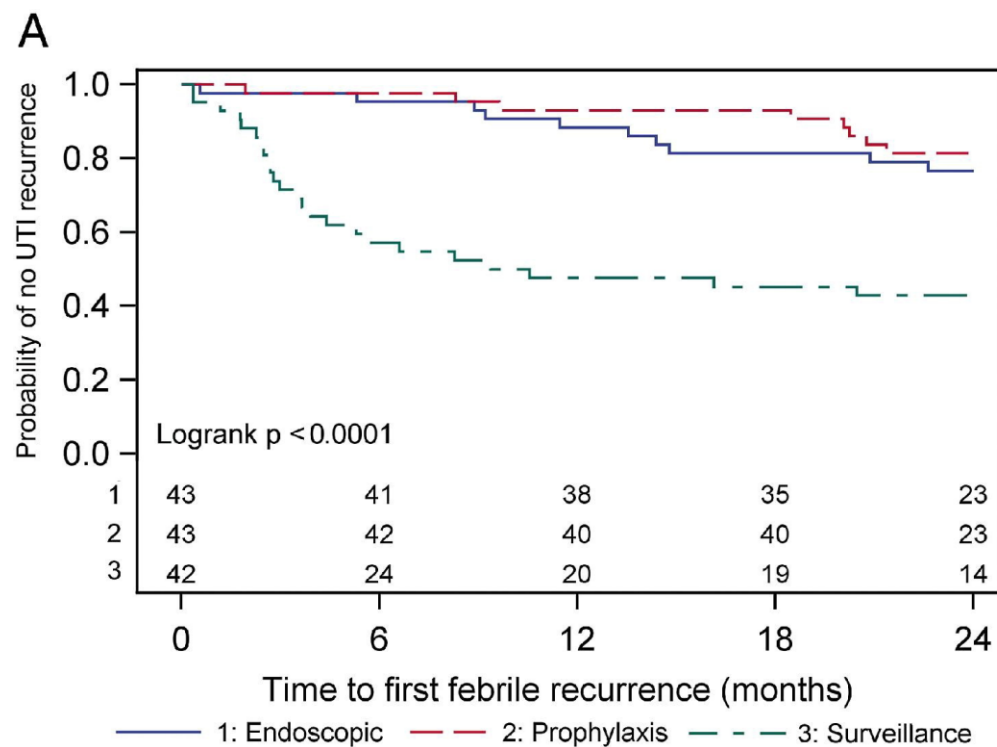 A
Probability of no UTI recurrence
1.0
0.8
0.6
0.4
0.2
0.0
Logrank p <0.0001
1 43 41 38 35 23
2 43 42 40 40 23
3 42 24 20 19 14
0 6 12 18 24
Time to first febrile recurrence (months)
1: Endoscopic 2: Prophylaxis 3: Surveillance